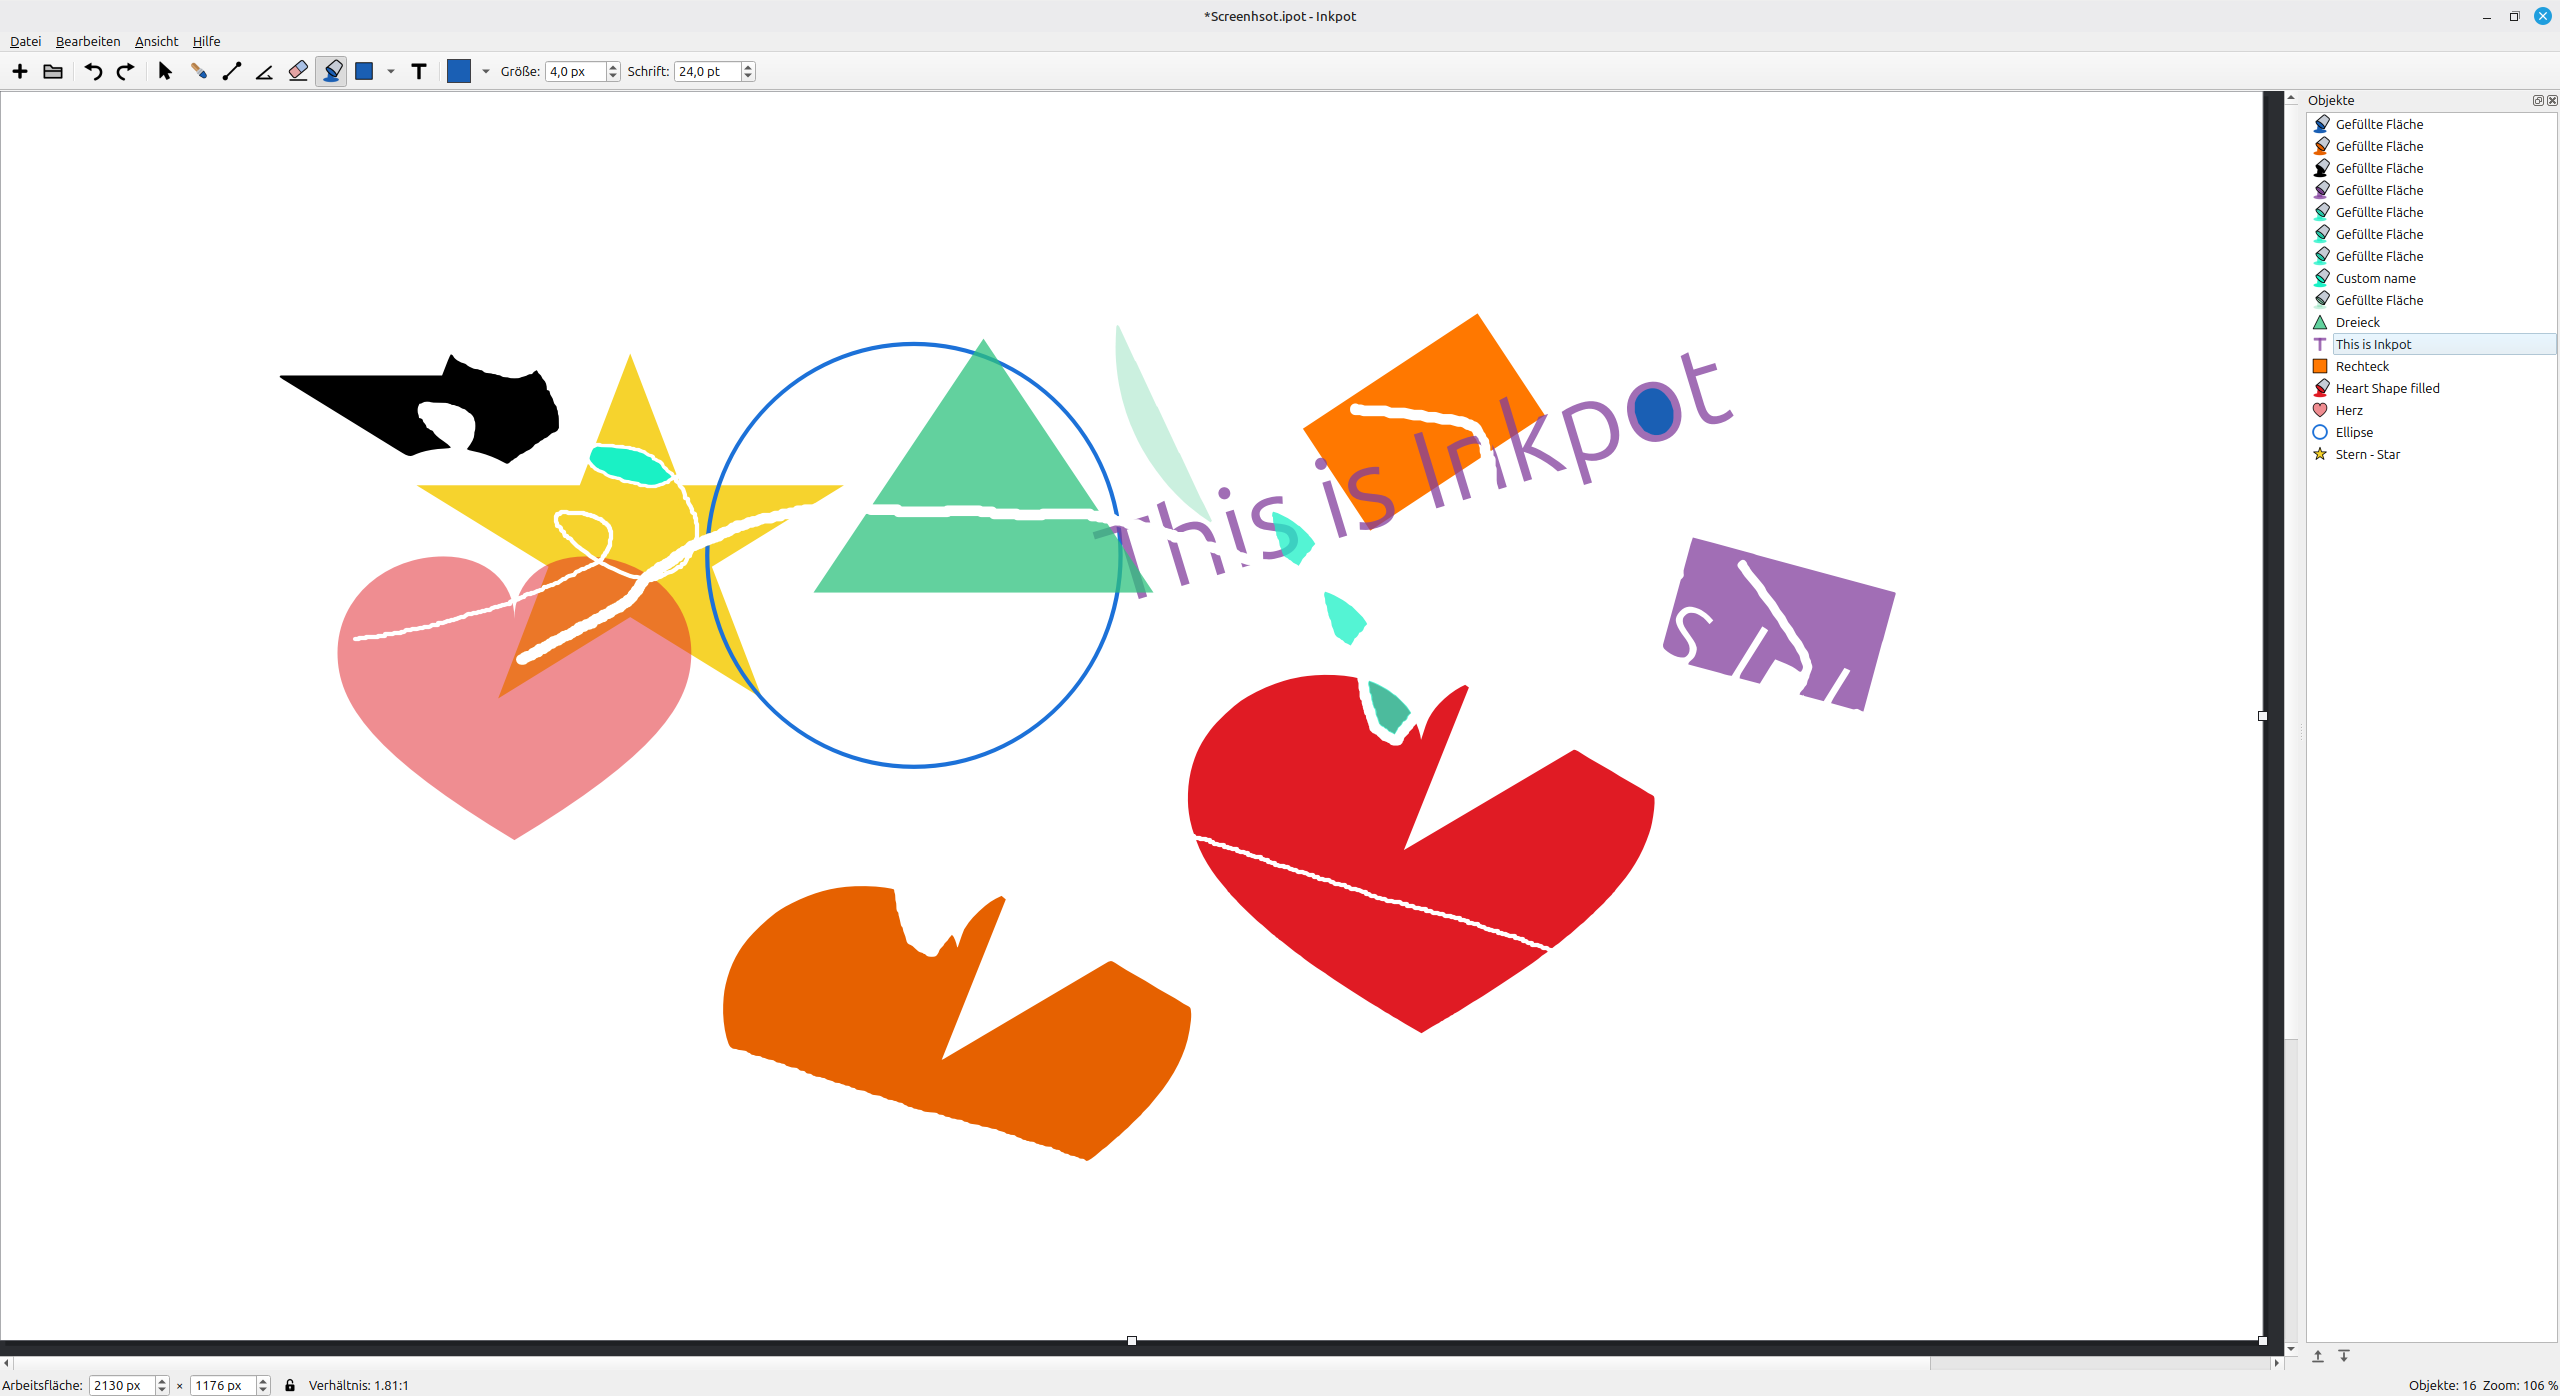 *Screenhsot.ipot - Inkpot
Datei Bearbeiten Ansicht Hilfe
T Größe: 4,0 px Schrift: 24,0 pt
Objekte
Gefüllte Fläche
Gefüllte Fläche
Gefüllte Fläche
Gefüllte Fläche
Gefüllte Fläche
Gefüllte Fläche
Gefüllte Fläche
Custom name
Gefüllte Fläche
Dreieck
T This is Inkpot
Rechteck
Heart Shape filled
Herz
Ellipse
Stern - Star
This is Inkpot
Arbeitsfläche: 2130 px × 1176 px Verhältnis: 1.81:1
Objekte: 16 Zoom: 106 %